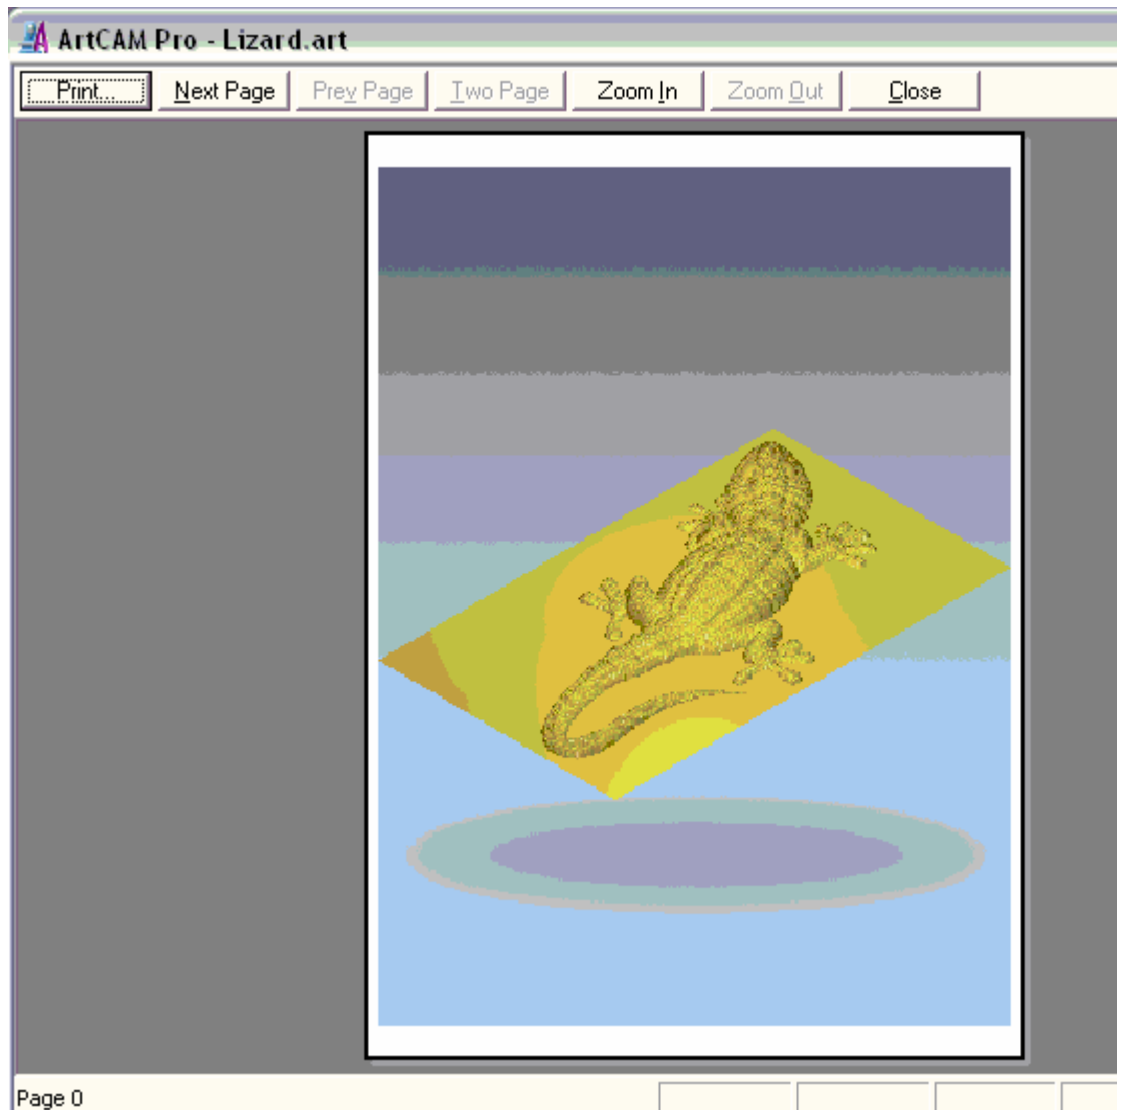 ArtCAM Pro - Lizard.art
Print... Next Page Prev Page Two Page Zoom In Zoom Out Close
Page 0